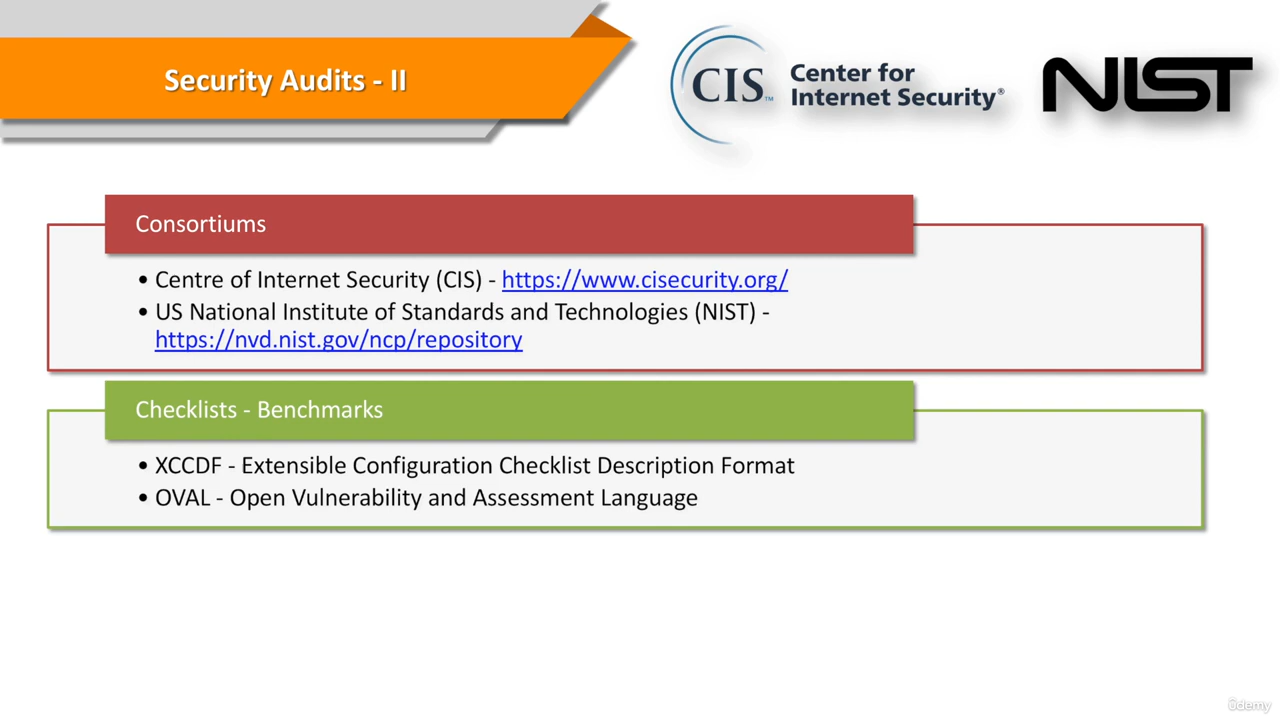 Security Audits - II
CIS™
Center for
Internet Security®
NIST
Consortiums
• Centre of Internet Security (CIS) - https://www.cisecurity.org/
• US National Institute of Standards and Technologies (NIST) -
https://nvd.nist.gov/ncp/repository
Checklists - Benchmarks
• XCCDF - Extensible Configuration Checklist Description Format
• OVAL - Open Vulnerability and Assessment Language
ûdemy